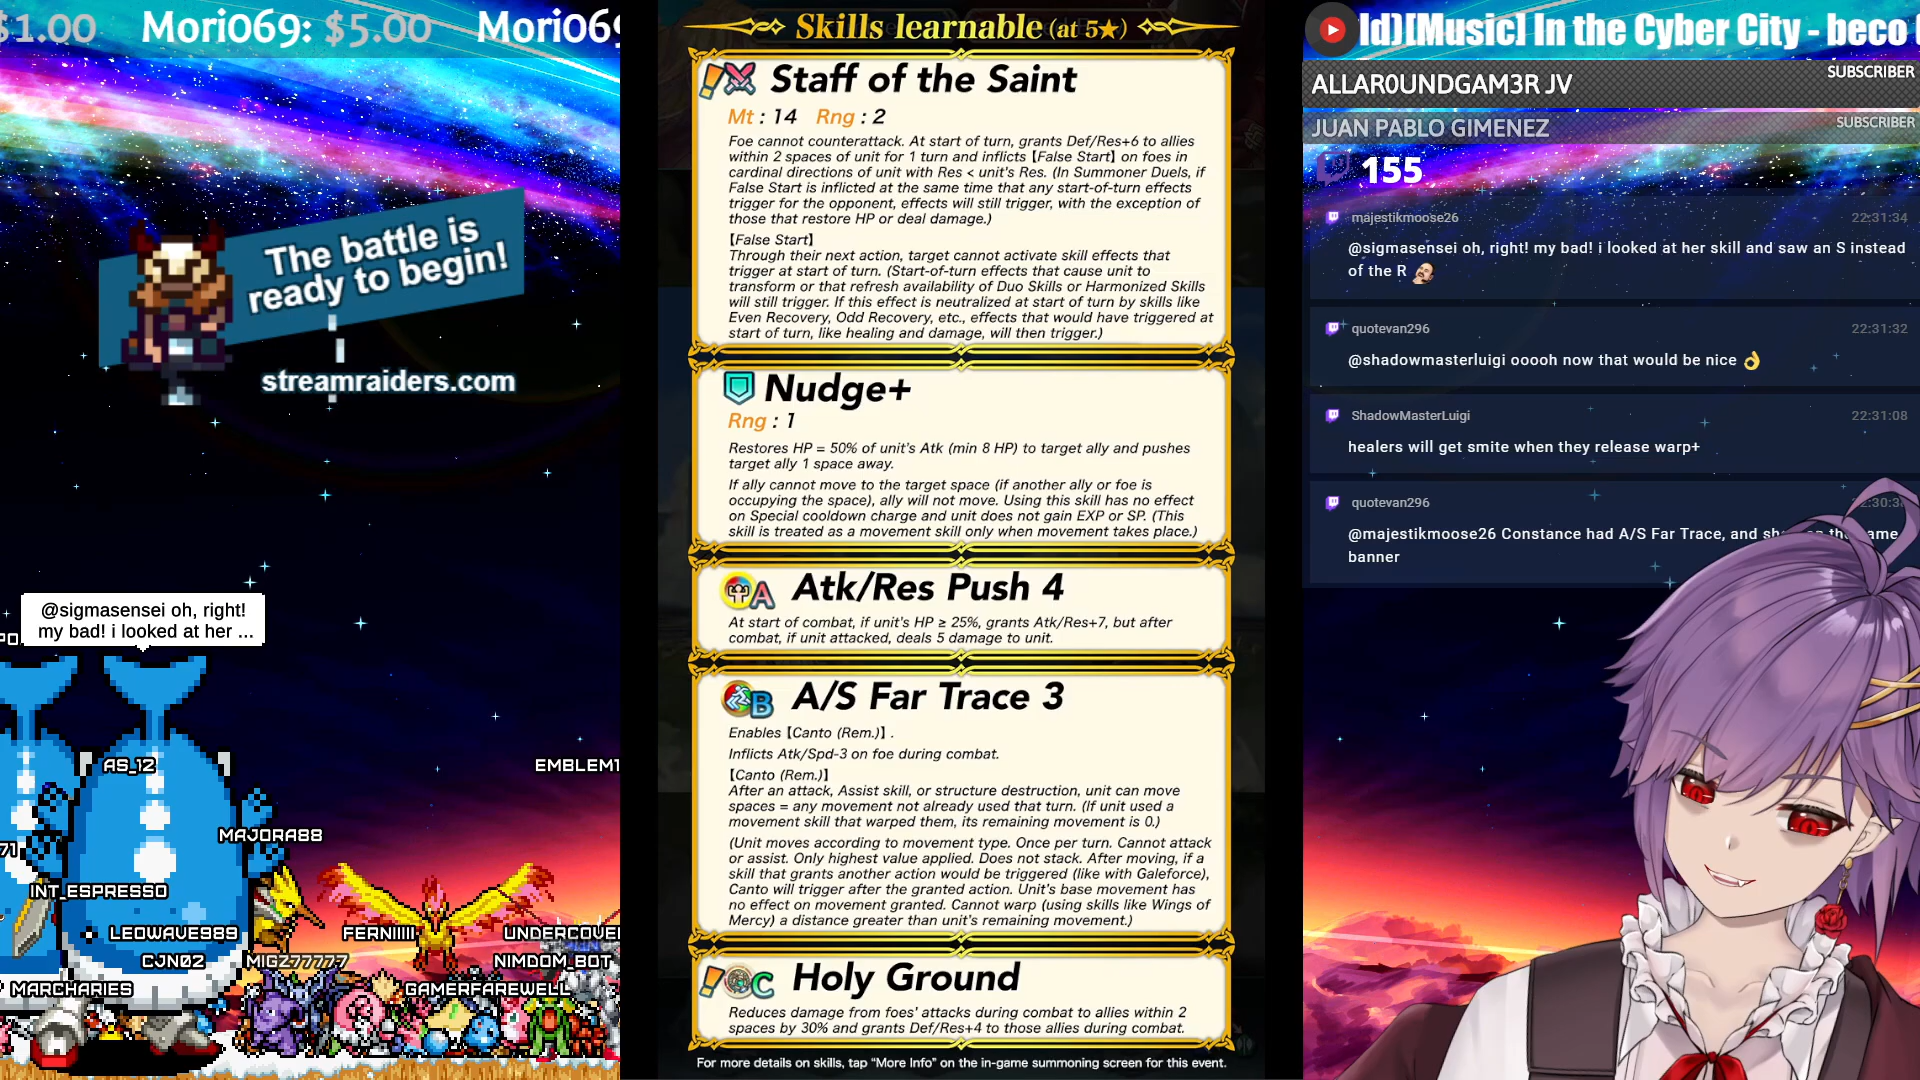 $1.00 Mori069: $5.00 Mori069
The battle is
ready to begin!
streamraiders.com
@sigmasensei oh, right!
my bad! i looked at her ...
AS_12
EMBLEM1
MAJORA88
71
INT_ESPRESSO
LEOWAVE989
FERNIIIII
UNDERCOVE
CJN02
MIGZ77777
NIMDOM_BOT
MARCHARIES
GAMERFAREWELL
Skills learnable (at 5★)
Staff of the Saint
Mt : 14 Rng : 2
Foe cannot counterattack. At start of turn, grants Def/Res+6 to allies
within 2 spaces of unit for 1 turn and inflicts【False Start】on foes in
cardinal directions of unit with Res < unit's Res. (In Summoner Duels, if
False Start is inflicted at the same time that any start-of-turn effects
trigger for the opponent, effects will still trigger, with the exception of
those that restore HP or deal damage.)
【False Start】
Through their next action, target cannot activate skill effects that
trigger at start of turn. (Start-of-turn effects that cause unit to
transform or that refresh availability of Duo Skills or Harmonized Skills
will still trigger. If this effect is neutralized at start of turn by skills like
Even Recovery, Odd Recovery, etc., effects that would have triggered at
start of turn, like healing and damage, will then trigger.)
Nudge+
Rng : 1
Restores HP = 50% of unit's Atk (min 8 HP) to target ally and pushes
target ally 1 space away.
If ally cannot move to the target space (if another ally or foe is
occupying the space), ally will not move. Using this skill has no effect
on Special cooldown charge and unit does not gain EXP or SP. (This
skill is treated as a movement skill only when movement takes place.)
A Atk/Res Push 4
At start of combat, if unit's HP ≥ 25%, grants Atk/Res+7, but after
combat, if unit attacked, deals 5 damage to unit.
B A/S Far Trace 3
Enables【Canto (Rem.)】.
Inflicts Atk/Spd-3 on foe during combat.
【Canto (Rem.)】
After an attack, Assist skill, or structure destruction, unit can move
spaces = any movement not already used that turn. (If unit used a
movement skill that warped them, its remaining movement is 0.)
(Unit moves according to movement type. Once per turn. Cannot attack
or assist. Only highest value applied. Does not stack. After moving, if a
skill that grants another action would be triggered (like with Galeforce),
Canto will trigger after the granted action. Unit's base movement has
no effect on movement granted. Cannot warp (using skills like Wings of
Mercy) a distance greater than unit's remaining movement.)
C Holy Ground
Reduces damage from foes' attacks during combat to allies within 2
spaces by 30% and grants Def/Res+4 to those allies during combat.
For more details on skills, tap "More Info" on the in-game summoning screen for this event.
ld)[Music] In the Cyber City - beco
ALLAR0UNDGAM3R JV SUBSCRIBER
JUAN PABLO GIMENEZ SUBSCRIBER
155
majestikmoose26 22:31:34
@sigmasensei oh, right! my bad! i looked at her skill and saw an S instead
of the R
quotevan296 22:31:32
@shadowmasterluigi ooooh now that would be nice 👌
ShadowMasterLuigi 22:31:08
healers will get smite when they release warp+
quotevan296
@majestikmoose26 Constance had A/S Far Trace, and
banner